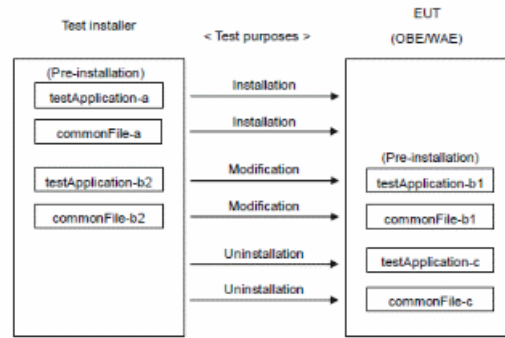 Test installer
< Test purposes >
EUT
(OBE/WAE)
(Pre-installation)
testApplication-a
commonFile-a
testApplication-b2
commonFile-b2
Installation
Installation
Modification
Modification
Uninstallation
Uninstallation
(Pre-installation)
testApplication-b1
commonFile-b1
testApplication-c
commonFile-c